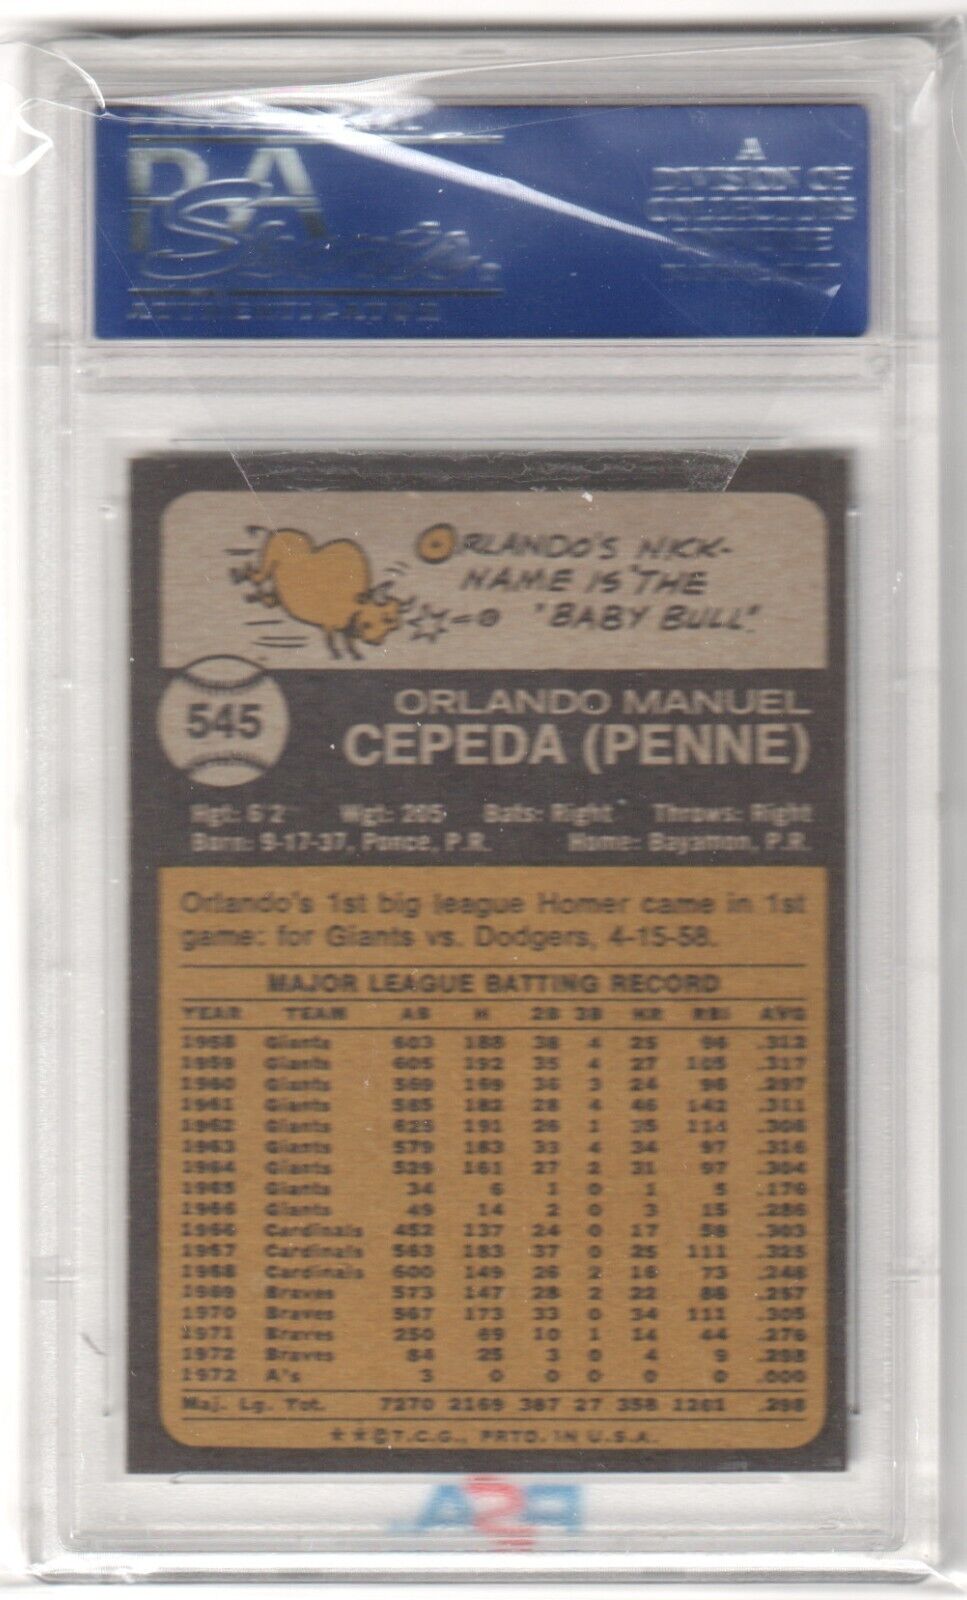 PSA
A
DIVISION OF
COLLECTORS
UNIVERSE
AUTHENTICATOR
ORLANDO'S NICK-
NAME IS THE
"BABY BULL".
545
ORLANDO MANUEL
CEPEDA (PENNE)
Hgt: 6'2" Wgt: 205 Bats: Right Throws: Right
Born: 9-17-37, Ponce, P.R. Home: Bayamon, P.R.
Orlando's 1st big league Homer came in 1st
game: for Giants vs. Dodgers, 4-15-58.
MAJOR LEAGUE BATTING RECORD
YEAR TEAM AB H 2B 3B HR RBI AVG
1958 Giants 603 188 38 4 25 96 .312
1959 Giants 605 192 35 4 27 105 .317
1960 Giants 569 169 36 3 24 96 .297
1961 Giants 585 182 28 4 46 142 .311
1962 Giants 625 191 26 1 35 114 .306
1963 Giants 579 183 33 4 34 97 .316
1964 Giants 529 161 27 2 31 97 .304
1965 Giants 34 6 1 0 1 5 .176
1966 Giants 49 14 2 0 3 15 .286
1966 Cardinals 452 137 24 0 17 58 .303
1967 Cardinals 563 183 37 0 25 111 .325
1968 Cardinals 600 149 26 2 16 73 .248
1969 Braves 573 147 28 2 22 88 .257
1970 Braves 567 173 33 0 34 111 .305
1971 Braves 250 69 10 1 14 44 .276
1972 Braves 84 25 3 0 4 9 .298
1972 A's 3 0 0 0 0 0 .000
Maj. Lg. Tot. 7270 2169 387 27 358 1261 .298
★★©T.C.G., PRTD. IN U.S.A.